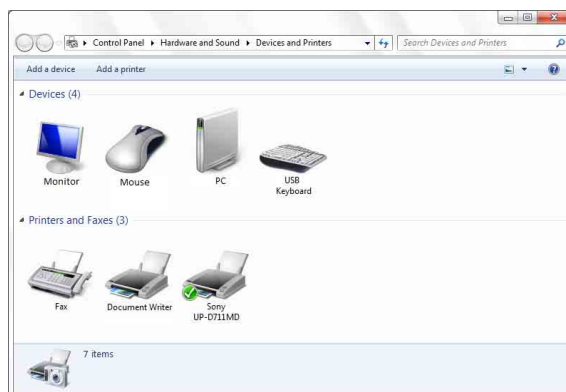 Control Panel Hardware and Sound Devices and Printers Search Devices and Printers
Add a device Add a printer
Devices (4)
Monitor Mouse PC USB
Keyboard
Printers and Faxes (3)
Fax Document Writer Sony
UP-D711MD
7 items